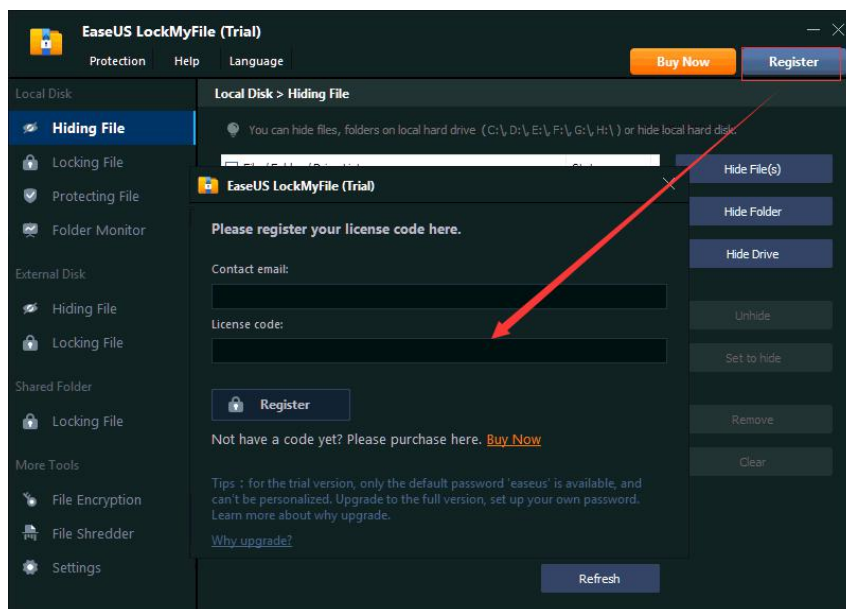 EaseUS LockMyFile (Trial)
Protection Help Language
Buy Now Register
Local Disk
Hiding File
Locking File
Protecting File
Folder Monitor
External Disk
Hiding File
Locking File
Shared Folder
Locking File
More Tools
File Encryption
File Shredder
Settings
Local Disk > Hiding File
You can hide files, folders on local hard drive (C:\, D:\, E:\, F:\, G:\, H:\ ) or hide local hard disk.
Hide File(s)
Hide Folder
Hide Drive
Unhide
Set to hide
Remove
Clear
EaseUS LockMyFile (Trial)
Please register your license code here.
Contact email:
License code:
Register
Not have a code yet? Please purchase here. Buy Now
Tips : for the trial version, only the default password 'easeus' is available, and
can't be personalized. Upgrade to the full version, set up your own password.
Learn more about why upgrade.
Why upgrade?
Refresh